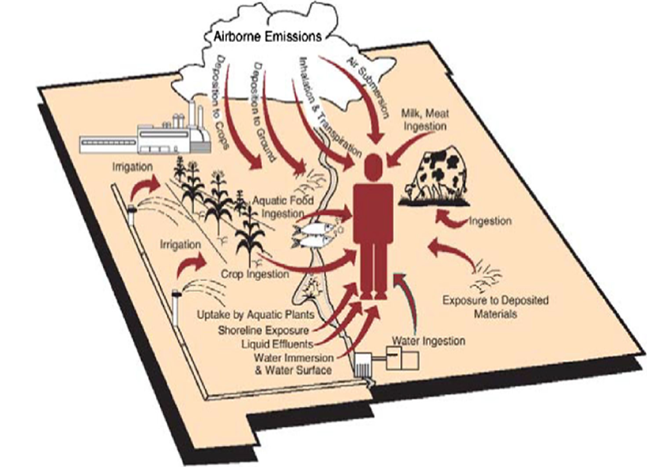 Airborne Emissions
Deposition to Crops
Deposition to Ground
Inhalation & Transpiration
Air Submersion
Milk, Meat
Ingestion
Irrigation
Aquatic Food
Ingestion
Ingestion
Irrigation
Crop Ingestion
Exposure to Deposited
Materials
Uptake by Aquatic Plants
Shoreline Exposure
Liquid Effluents
Water Immersion
& Water Surface
Water Ingestion